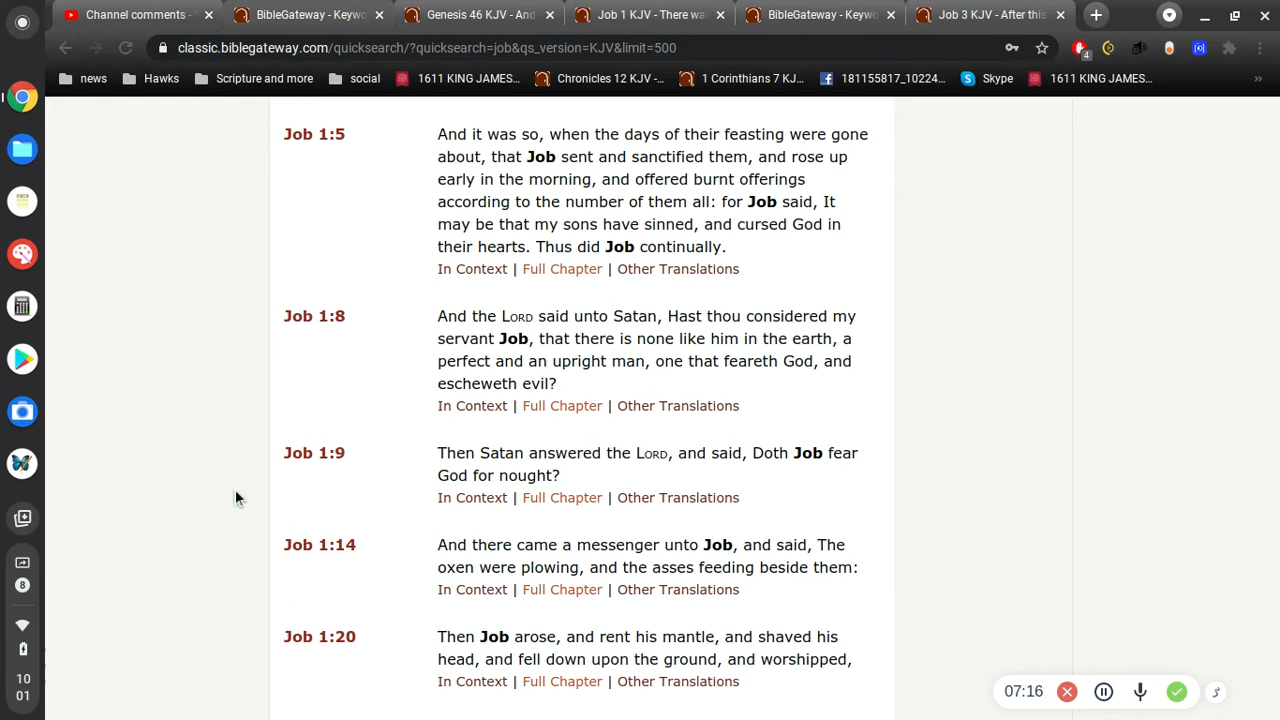 Channel comments -
BibleGateway - Keywo
Genesis 46 KJV - And
Job 1 KJV - There wa
BibleGateway - Keywo
Job 3 KJV - After this
classic.biblegateway.com/quicksearch/?quicksearch=job&qs_version=KJV&limit=500
4
news
Hawks
Scripture and more
social
1611 KING JAMES...
Chronicles 12 KJV -...
1 Corinthians 7 KJ...
181155817_10224...
Skype
1611 KING JAMES...
»
Job 1:5
And it was so, when the days of their feasting were gone
about, that Job sent and sanctified them, and rose up
early in the morning, and offered burnt offerings
according to the number of them all: for Job said, It
may be that my sons have sinned, and cursed God in
their hearts. Thus did Job continually.
In Context | Full Chapter | Other Translations
Job 1:8
And the LORD said unto Satan, Hast thou considered my
servant Job, that there is none like him in the earth, a
perfect and an upright man, one that feareth God, and
escheweth evil?
In Context | Full Chapter | Other Translations
Job 1:9
Then Satan answered the LORD, and said, Doth Job fear
God for nought?
In Context | Full Chapter | Other Translations
Job 1:14
And there came a messenger unto Job, and said, The
oxen were plowing, and the asses feeding beside them:
In Context | Full Chapter | Other Translations
Job 1:20
Then Job arose, and rent his mantle, and shaved his
head, and fell down upon the ground, and worshipped,
In Context | Full Chapter | Other Translations
8
10
01
07:16